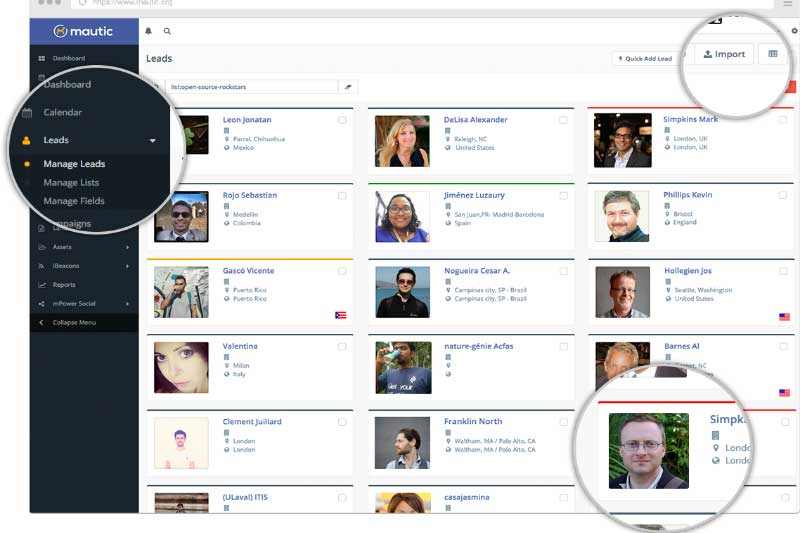 https://www.mautic.org
mautic
Dashboard
Dashboard
Calendar
Leads
Manage Leads
Manage Lists
Manage Fields
Assets
iBeacons
Reports
mPower Social
Collapse Menu
Leads
Quick Add Lead
Import
list:open-source-rockstars
Leon Jonatan
Parral, Chihuahua
Mexico
DeLisa Alexander
Raleigh, NC
United States
Simpkins Mark
London, UK
London, UK
Rojo Sebastian
Medellin
Colombia
Jiménez Luzaury
San Juan,PR- Madrid-Barcelona
Spain
Phillips Kevin
Bristol
England
Gascó Vicente
Puerto Rico
Puerto Rico
Nogueira Cesar A.
Campinas city, SP - Brazil
Campinas city, SP - Brazil
Hollegien Jos
Seattle, Washington
United States
Valentina
Milan
Italy
nature-génie Acfas
Barnes Al
NC
United States
Clement Juillard
London
London
Franklin North
Waltham, MA / Palo Alto, CA
Waltham, MA / Palo Alto, CA
Simpk
Londo
Londo
(ULaval) ITIS
casajasmina